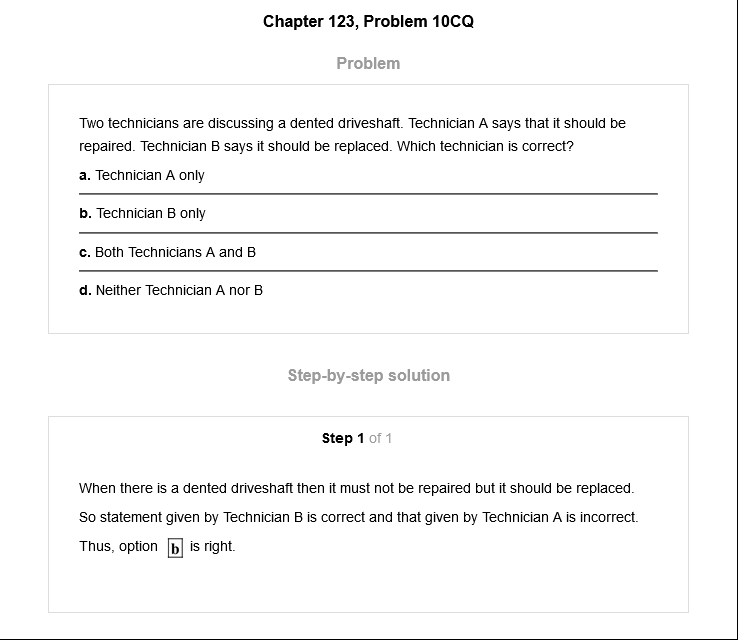 Chapter 123, Problem 10CQ
Problem
Two technicians are discussing a dented driveshaft. Technician A says that it should be
repaired. Technician B says it should be replaced. Which technician is correct?
a. Technician A only
b. Technician B only
c. Both Technicians A and B
d. Neither Technician A nor B
Step-by-step solution
Step 1 of 1
When there is a dented driveshaft then it must not be repaired but it should be replaced.
So statement given by Technician B is correct and that given by Technician A is incorrect.
Thus, option b is right.